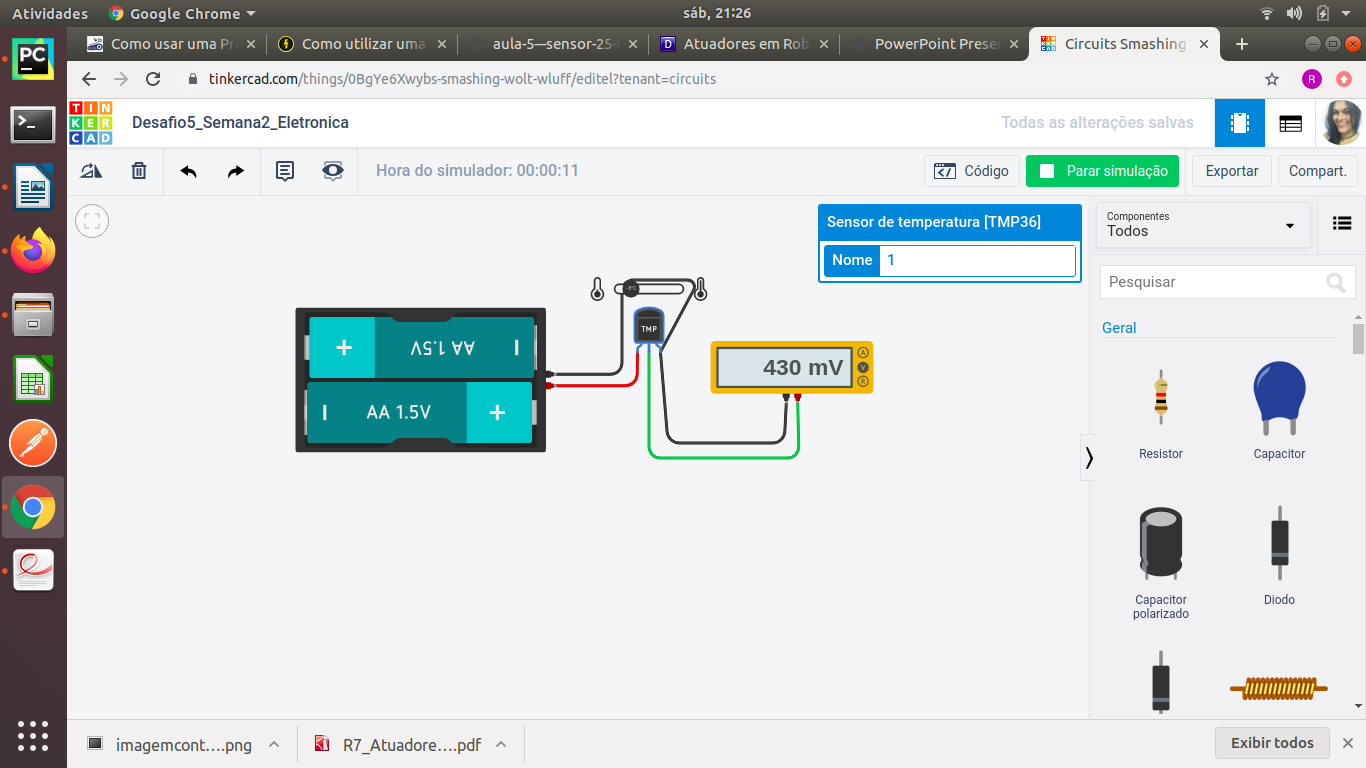 Atividades
Google Chrome
sáb, 21:26
Como usar uma Pr
Como utilizar uma
aula-5---sensor-25-
Atuadores em Rob
PowerPoint Presen
Circuits Smashing
tinkercad.com/things/0BgYe6Xwybs-smashing-wolt-wluff/editel?tenant=circuits
R
PC
TIN
KER
CAD
Desafio5_Semana2_Eletronica
Todas as alterações salvas
Hora do simulador: 00:00:11
Código
Parar simulação
Exportar
Compart.
Sensor de temperatura [TMP36]
Nome 1
Componentes
Todos
Pesquisar
Geral
Resistor
Capacitor
Capacitor
polarizado
Diodo
+ AA 1.5V
AA 1.5V +
TMP
430 mV
A
V
R
imagemcont....png
R7_Atuadore....pdf
Exibir todos